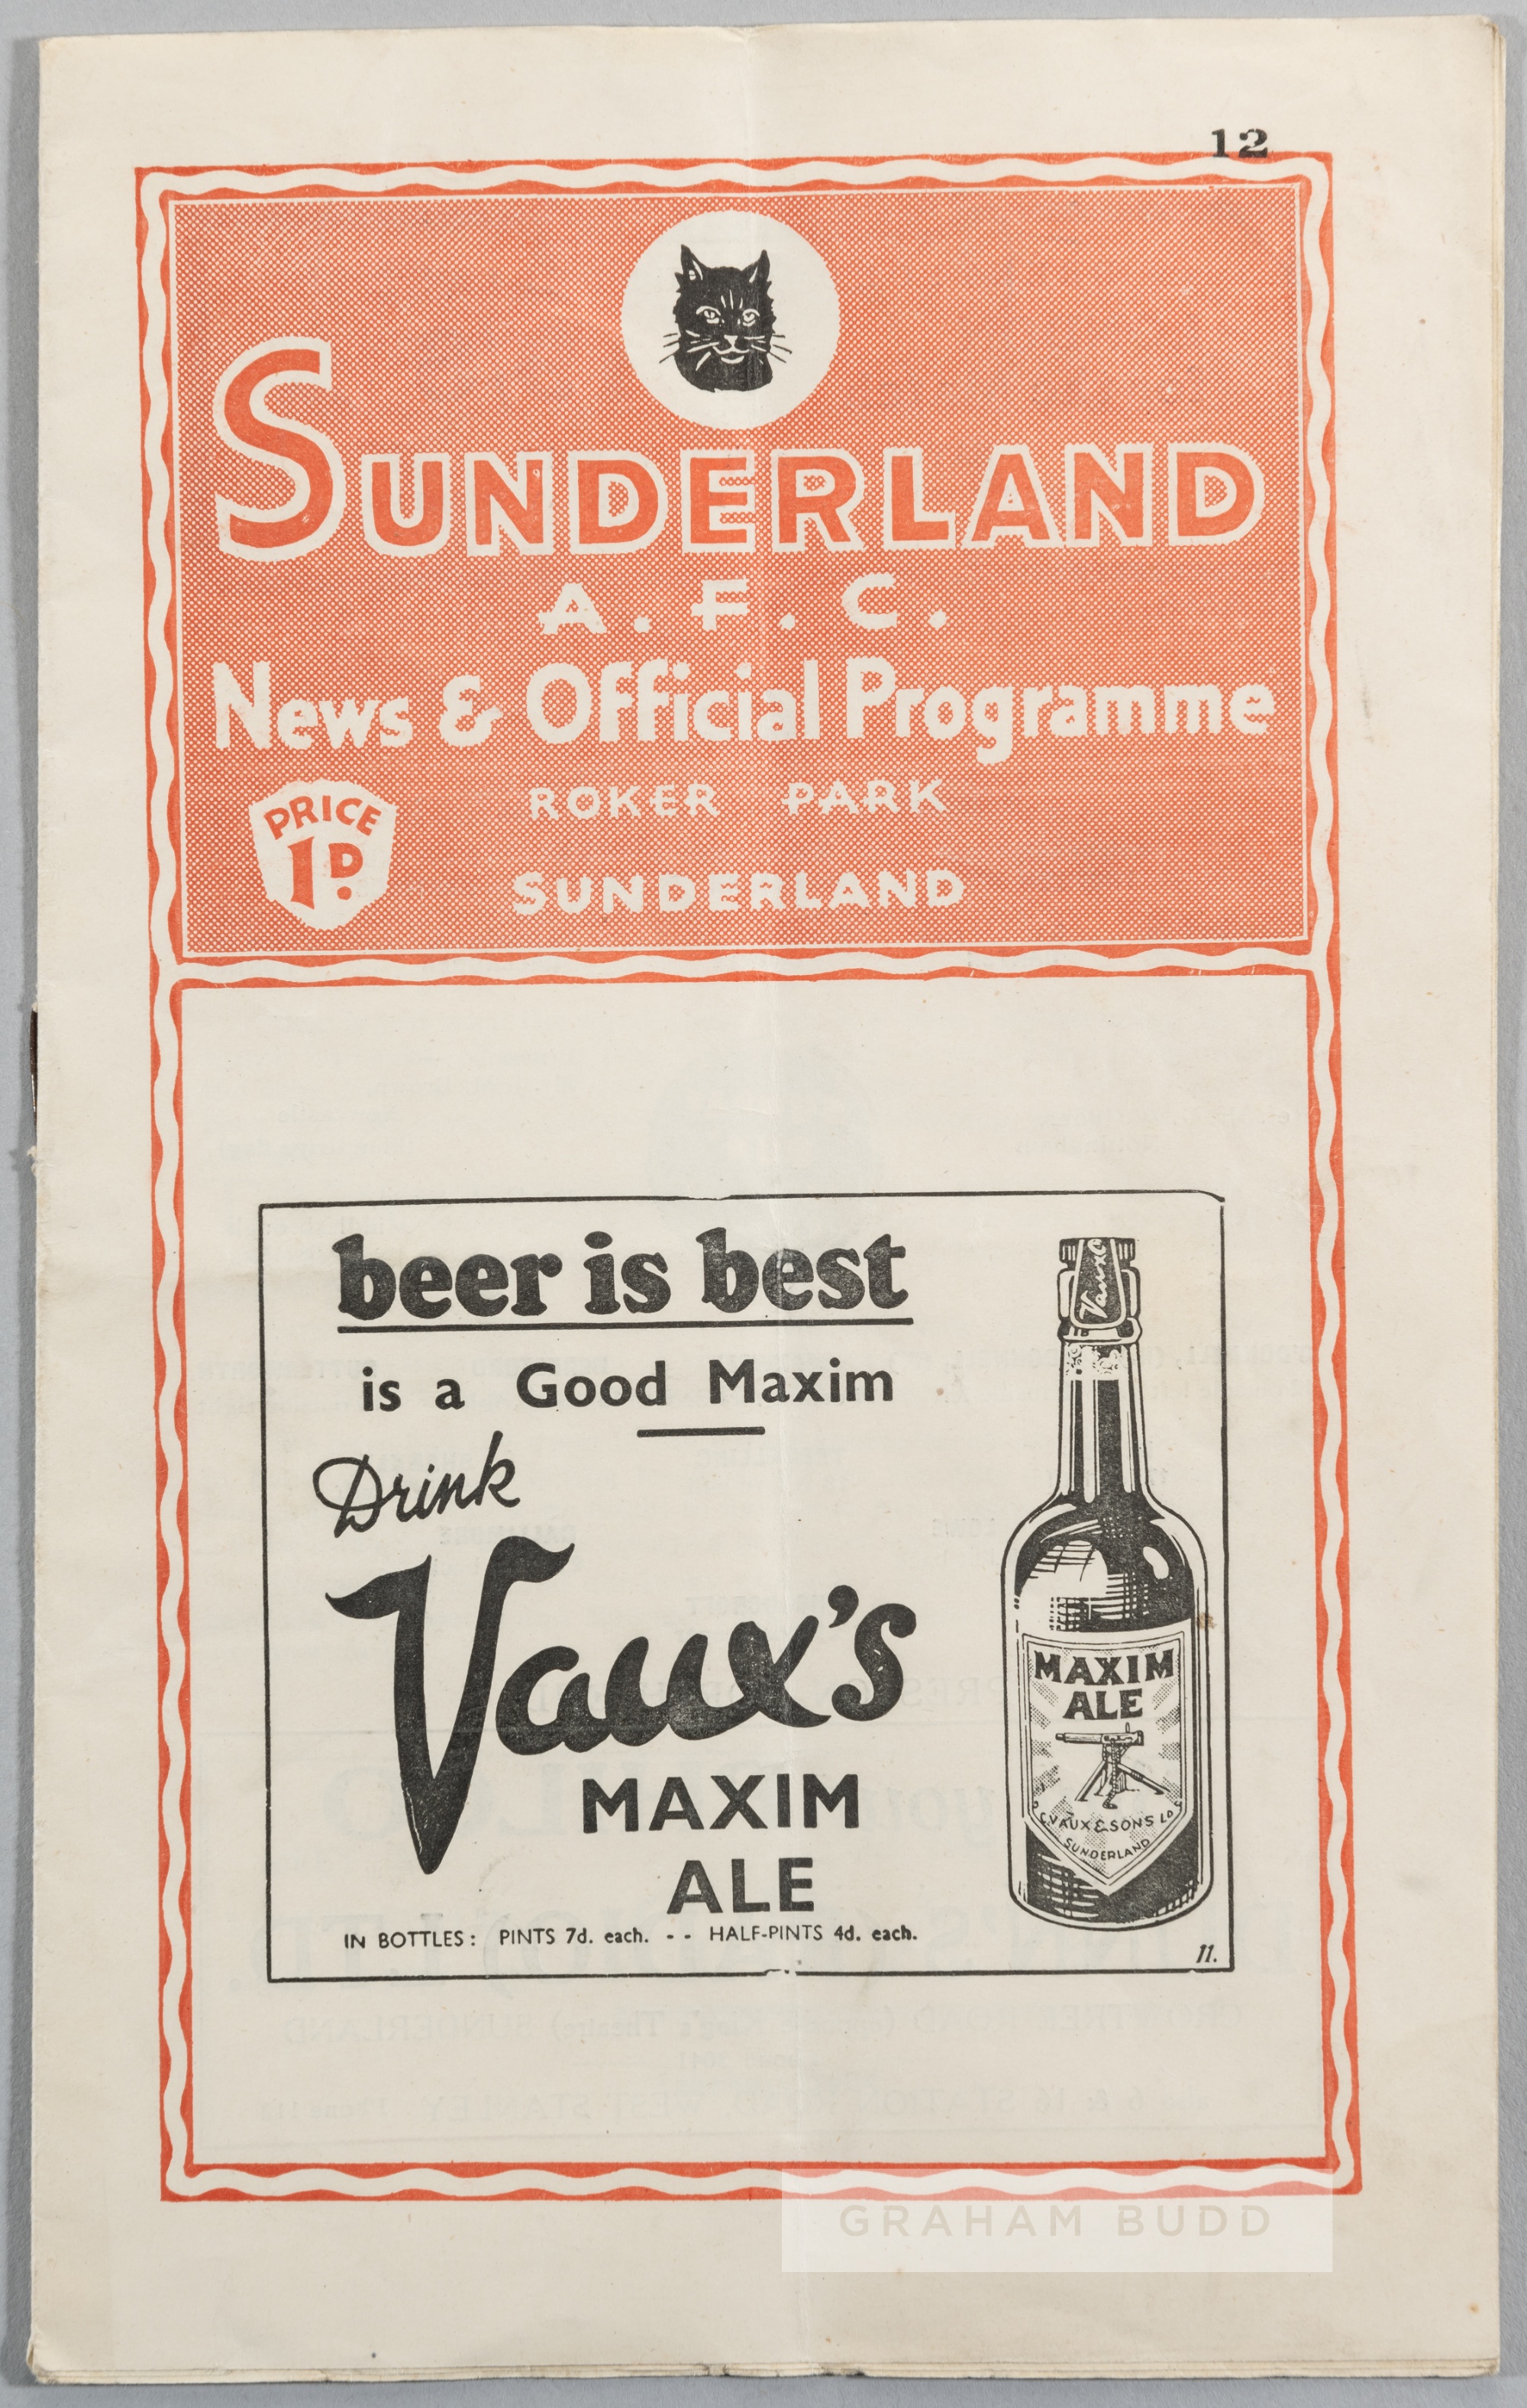 12
SUNDERLAND
A. F. C.
News & Official Programme
PRICE
1D.
ROKER PARK
SUNDERLAND
beer is best
is a Good Maxim
Drink
Vaux's
MAXIM
ALE
IN BOTTLES: PINTS 7d. each. - - HALF-PINTS 4d. each.
Vaux
MAXIM
ALE
C. VAUX & SONS LD
SUNDERLAND
11.
GRAHAM BUDD